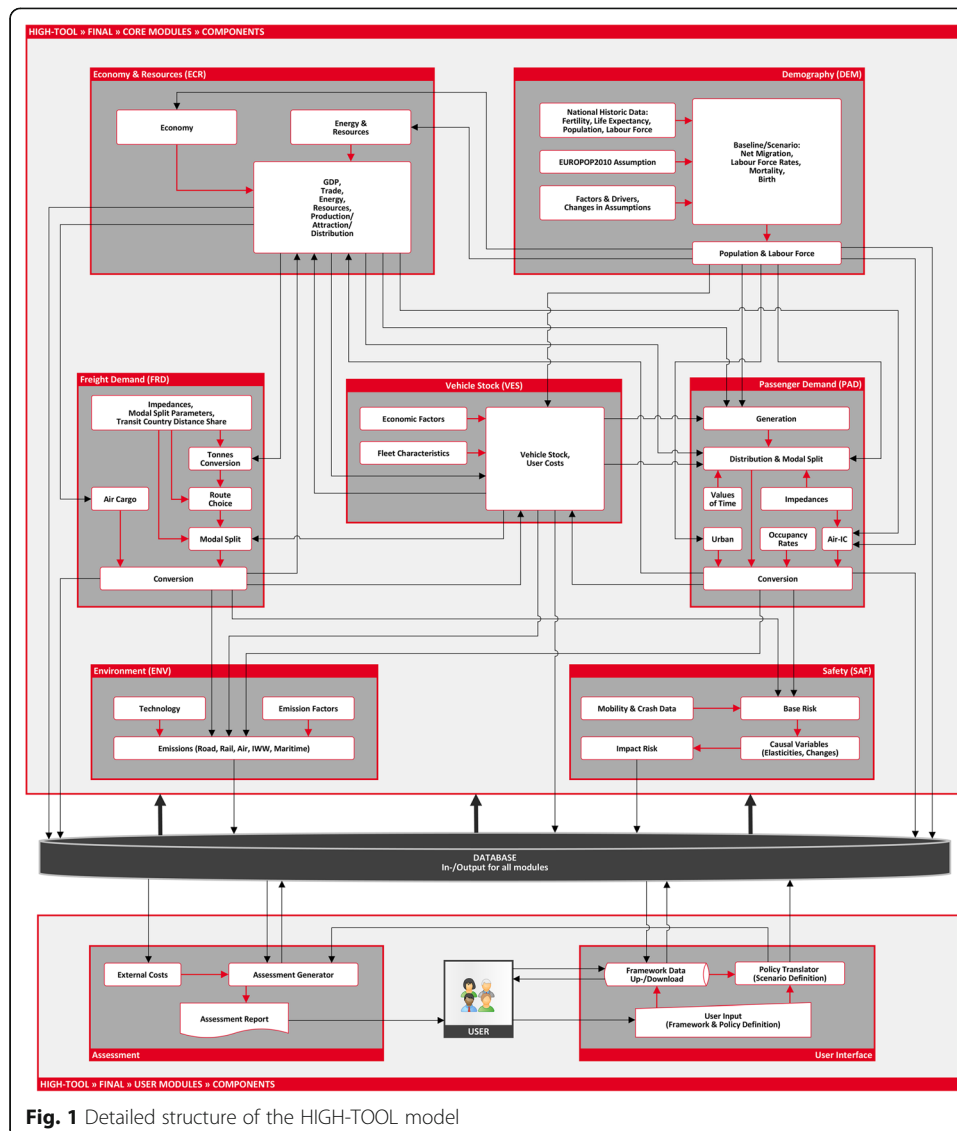 HIGH-TOOL » FINAL » CORE MODULES » COMPONENTS
Economy & Resources (ECR)
Economy
Energy &
Resources
GDP,
Trade,
Energy,
Resources,
Production/
Attraction/
Distribution
Demography (DEM)
National Historic Data:
Fertility, Life Expectancy,
Population, Labour Force
EUROPOP2010 Assumption
Factors & Drivers,
Changes in Assumptions
Baseline/Scenario:
Net Migration,
Labour Force Rates,
Mortality,
Birth
Population & Labour Force
Freight Demand (FRD)
Impedances,
Modal Split Parameters,
Transit Country Distance Share
Tonnes
Conversion
Air Cargo
Route
Choice
Modal Split
Conversion
Vehicle Stock (VES)
Economic Factors
Fleet Characteristics
Vehicle Stock,
User Costs
Passenger Demand (PAD)
Generation
Distribution & Modal Split
Values
of Time
Impedances
Urban
Occupancy
Rates
Air-IC
Conversion
Environment (ENV)
Technology
Emission Factors
Emissions (Road, Rail, Air, IWW, Maritime)
Safety (SAF)
Mobility & Crash Data
Base Risk
Impact Risk
Causal Variables
(Elasticities, Changes)
DATABASE
In-/Output for all modules
External Costs
Assessment Generator
Assessment Report
Assessment
USER
Framework Data
Up-/Download
Policy Translator
(Scenario Definition)
User Input
(Framework & Policy Definition)
User Interface
HIGH-TOOL » FINAL » USER MODULES » COMPONENTS
Fig. 1 Detailed structure of the HIGH-TOOL model